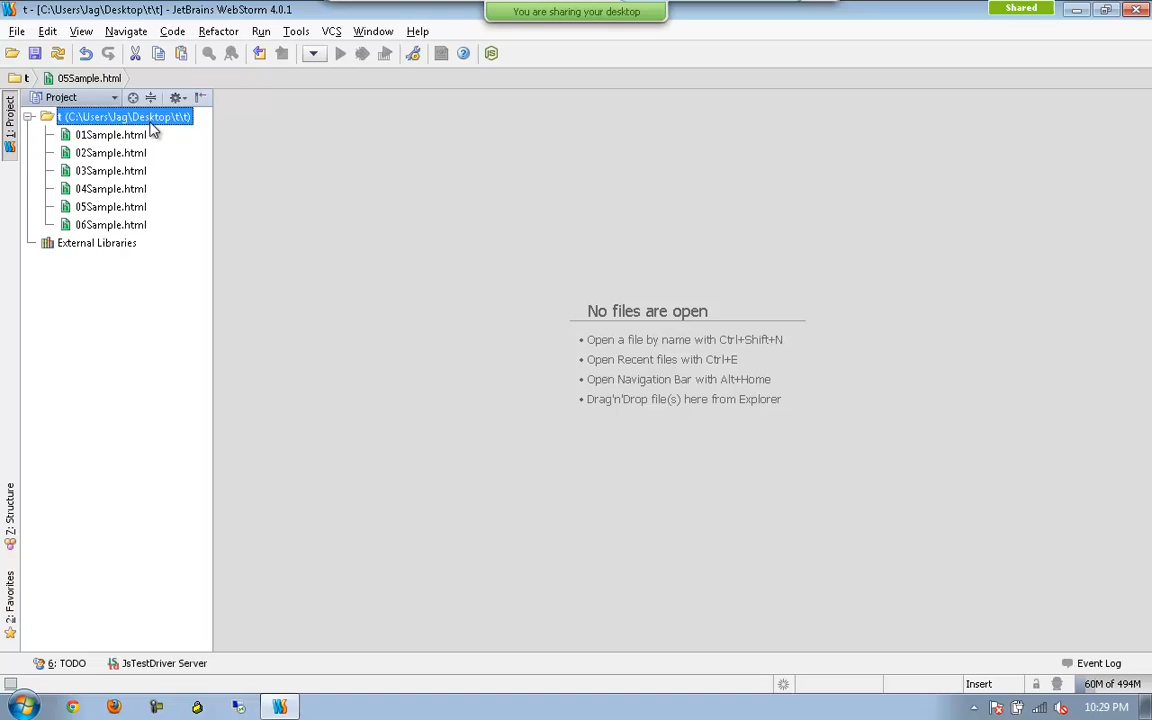 t - [C:\Users\Jag\Desktop\t\t] - JetBrains WebStorm 4.0.1
You are sharing your desktop
Shared
File Edit View Navigate Code Refactor Run Tools VCS Window Help
t 05Sample.html
1: Project
Project
t (C:\Users\Jag\Desktop\t\t)
01Sample.html
02Sample.html
03Sample.html
04Sample.html
05Sample.html
06Sample.html
External Libraries
No files are open
• Open a file by name with Ctrl+Shift+N
• Open Recent files with Ctrl+E
• Open Navigation Bar with Alt+Home
• Drag'n'Drop file(s) here from Explorer
7: Structure
2: Favorites
6: TODO JsTestDriver Server Event Log
Insert 60M of 494M
10:29 PM